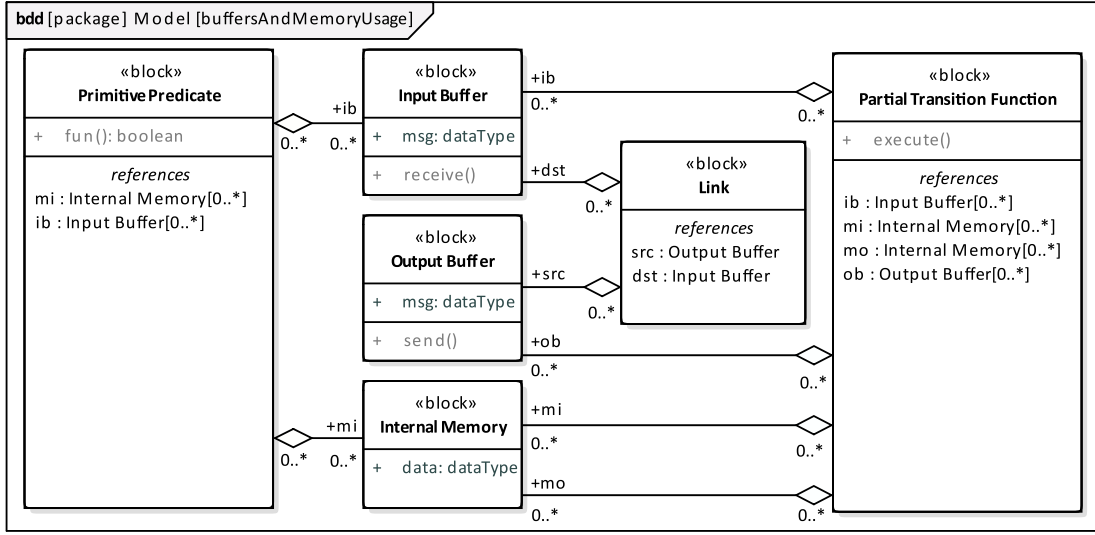 bdd [package] Model [buffersAndMemoryUsage]
«block»
Primitive Predicate
+ fun(): boolean
references
mi : Internal Memory[0..*]
ib : Input Buffer[0..*]
+ib
0..*
0..*
«block»
Input Buffer
+ msg: dataType
+ receive()
+ib
0..*
0..*
+dst
0..*
«block»
Link
references
src : Output Buffer
dst : Input Buffer
«block»
Output Buffer
+ msg: dataType
+ send()
+src
0..*
+ob
0..*
0..*
«block»
Internal Memory
+ data: dataType
+mi
0..*
0..*
+mi
0..*
0..*
+mo
0..*
0..*
«block»
Partial Transition Function
+ execute()
references
ib : Input Buffer[0..*]
mi : Internal Memory[0..*]
mo : Internal Memory[0..*]
ob : Output Buffer[0..*]